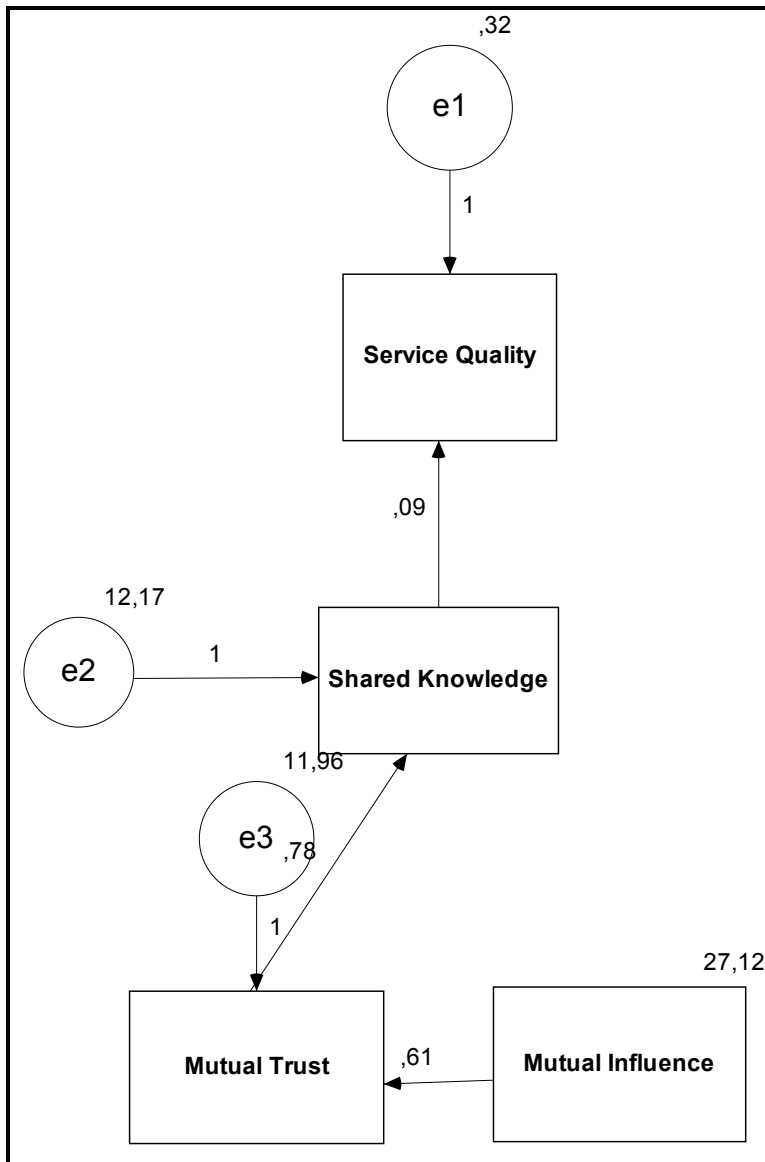 ,32
e1
1
Service Quality
,09
12,17
e2
1
Shared Knowledge
11,96
e3
,78
1
27,12
Mutual Trust
,61
Mutual Influence